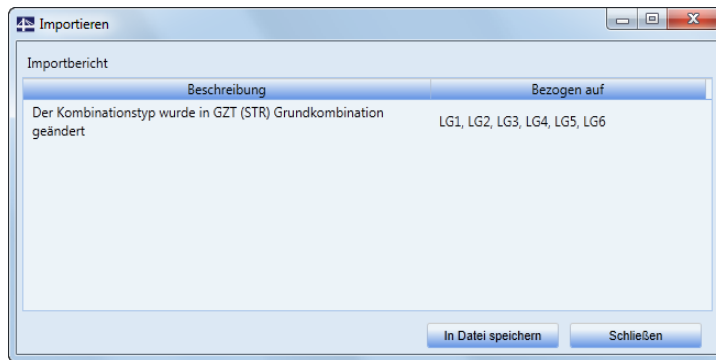 Importieren
Importbericht
Beschreibung Bezogen auf
Der Kombinationstyp wurde in GZT (STR) Grundkombination
geändert
LG1, LG2, LG3, LG4, LG5, LG6
In Datei speichern Schließen